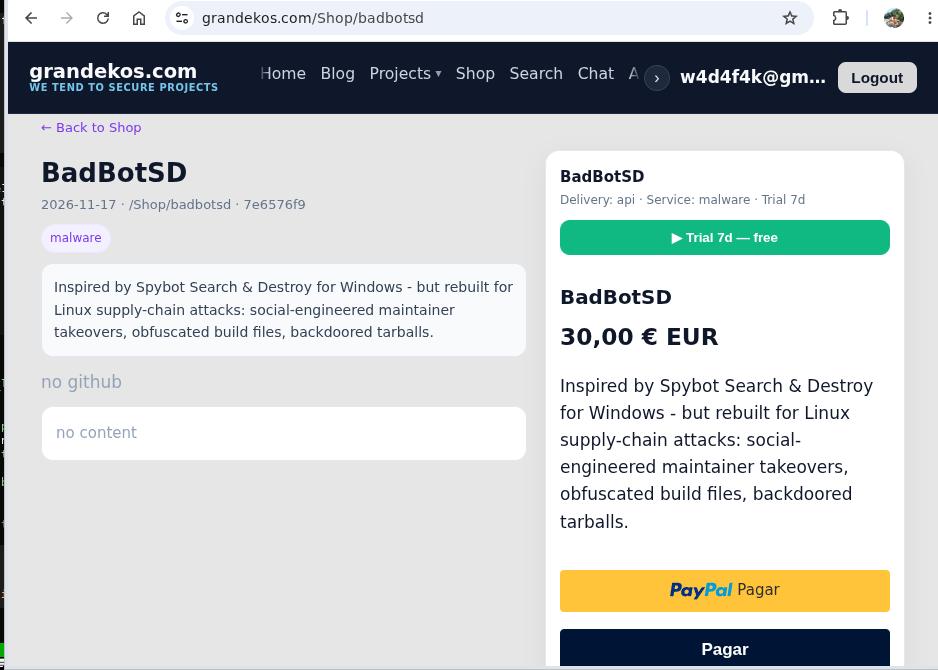 grandekos.com/Shop/badbotsd
grandekos.com
WE TEND TO SECURE PROJECTS
Home Blog Projects ▾ Shop Search Chat A › w4d4f4k@gm... Logout
← Back to Shop
BadBotSD
2026-11-17 · /Shop/badbotsd · 7e6576f9
malware
Inspired by Spybot Search & Destroy for Windows - but rebuilt for
Linux supply-chain attacks: social-engineered maintainer
takeovers, obfuscated build files, backdoored tarballs.
no github
no content
BadBotSD
Delivery: api · Service: malware · Trial 7d
▶ Trial 7d — free
BadBotSD
30,00 € EUR
Inspired by Spybot Search & Destroy
for Windows - but rebuilt for Linux
supply-chain attacks: social-
engineered maintainer takeovers,
obfuscated build files, backdoored
tarballs.
PayPal Pagar
Pagar